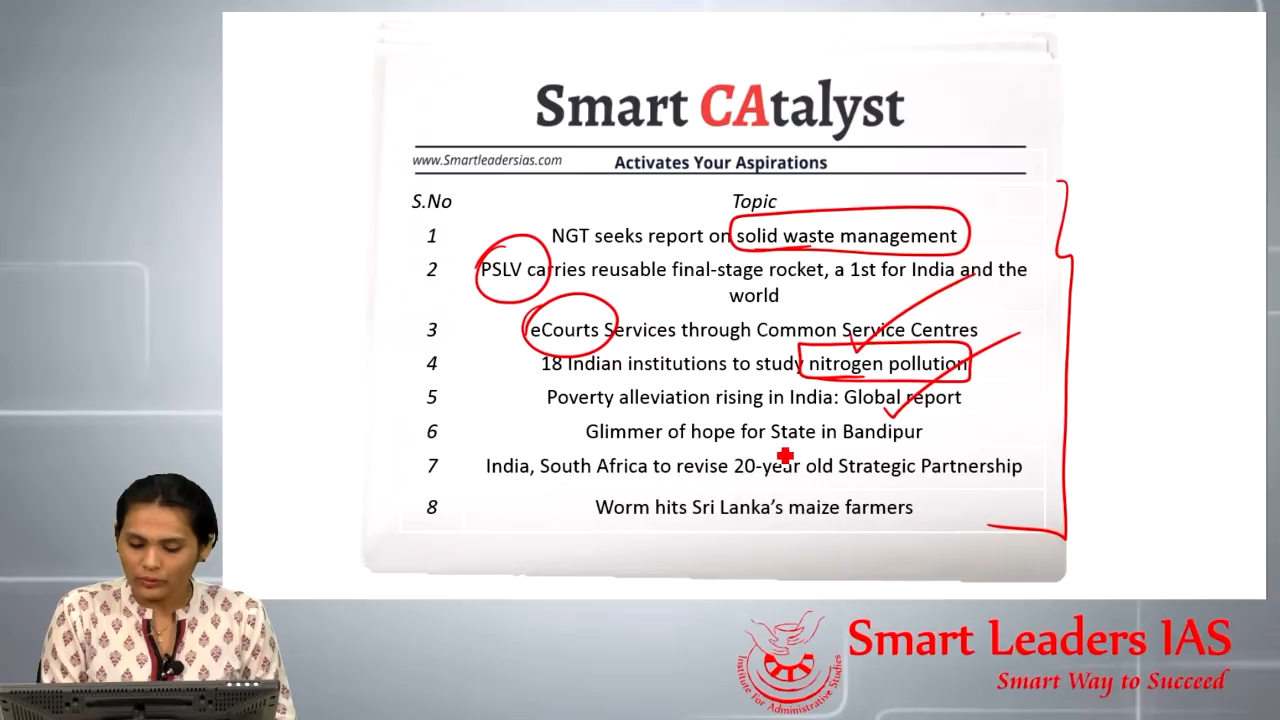 Smart CAtalyst
www.Smartleadersias.com Activates Your Aspirations
S.No Topic
1 NGT seeks report on solid waste management
2 PSLV carries reusable final-stage rocket, a 1st for India and the
world
3 eCourts Services through Common Service Centres
4 18 Indian institutions to study nitrogen pollution
5 Poverty alleviation rising in India: Global report
6 Glimmer of hope for State in Bandipur
7 India, South Africa to revise 20-year old Strategic Partnership
8 Worm hits Sri Lanka's maize farmers
Institute For Administrative Studies
Smart Leaders IAS
Smart Way to Succeed